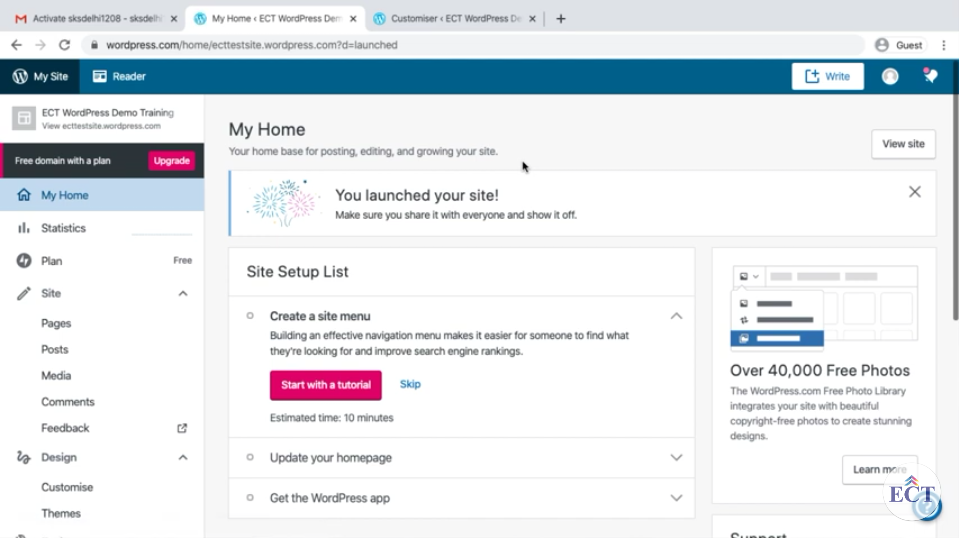 Activate sksdelhi1208 - sksdelhi
My Home ‹ ECT WordPress Demo
Customiser ‹ ECT WordPress De
wordpress.com/home/ecttestsite.wordpress.com?d=launched
Guest
My Site
Reader
Write
ECT WordPress Demo Training
View ecttestsite.wordpress.com
Free domain with a plan
Upgrade
My Home
Statistics
Plan
Free
Site
Pages
Posts
Media
Comments
Feedback
Design
Customise
Themes
My Home
Your home base for posting, editing, and growing your site.
View site
You launched your site!
Make sure you share it with everyone and show it off.
Site Setup List
Create a site menu
Building an effective navigation menu makes it easier for someone to find what
they're looking for and improve search engine rankings.
Start with a tutorial
Skip
Estimated time: 10 minutes
Update your homepage
Get the WordPress app
Over 40,000 Free Photos
The WordPress.com Free Photo Library
integrates your site with beautiful
copyright-free photos to create stunning
designs.
Learn more
ECT
Support